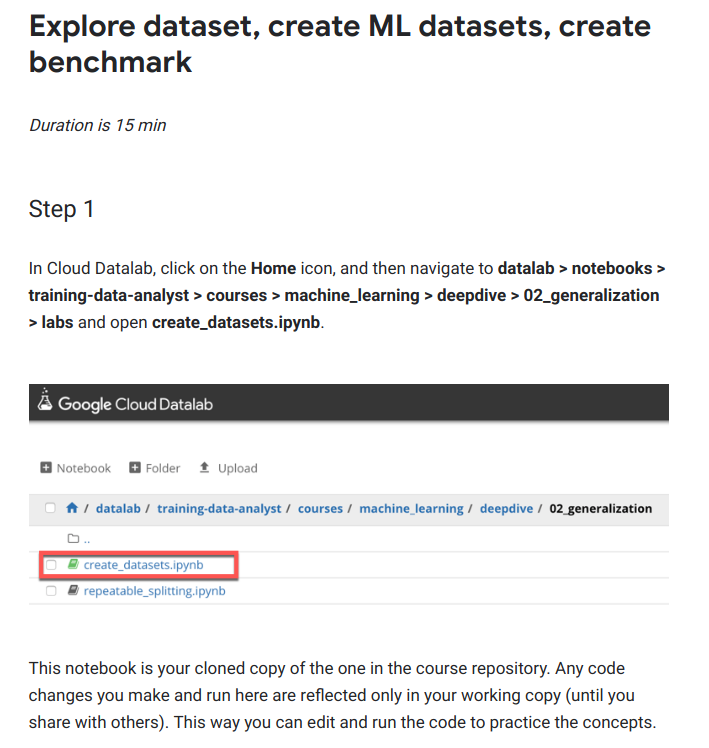 Explore dataset, create ML datasets, create
benchmark
Duration is 15 min
Step 1
In Cloud Datalab, click on the Home icon, and then navigate to datalab > notebooks >
training-data-analyst > courses > machine_learning > deepdive > 02_generalization
> labs and open create_datasets.ipynb.
Google Cloud Datalab
Notebook Folder Upload
/ datalab / training-data-analyst / courses / machine_learning / deepdive / 02_generalization
..
create_datasets.ipynb
repeatable_splitting.ipynb
This notebook is your cloned copy of the one in the course repository. Any code
changes you make and run here are reflected only in your working copy (until you
share with others). This way you can edit and run the code to practice the concepts.